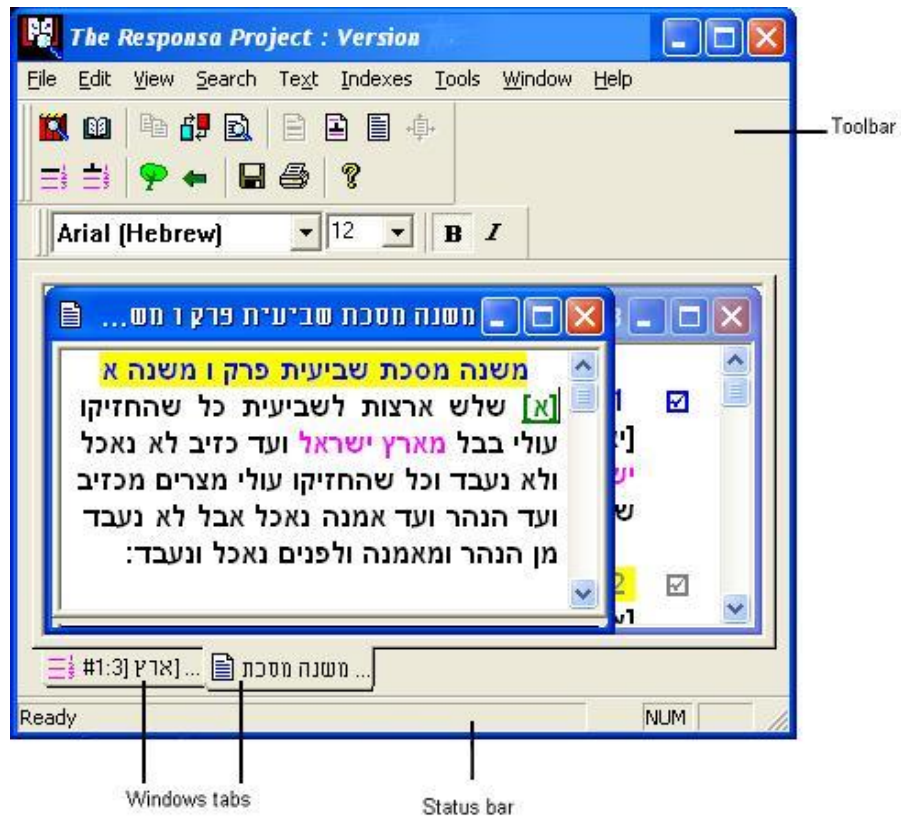 The Responsa Project : Version
File Edit View Search Text Indexes Tools Window Help
Toolbar
Arial (Hebrew) 12 B I
משנה מסכת שביעית פרק ו מש...
משנה מסכת שביעית פרק ו משנה א
[א] שלש ארצות לשביעית כל שהחזיקו
עולי בבל מארץ ישראל ועד כזיב לא נאכל
ולא נעבד וכל שהחזיקו עולי מצרים מכזיב
ועד הנהר ועד אמנה נאכל אבל לא נעבד
מן הנהר ומאמנה ולפנים נאכל ונעבד:
1
2
#1:3] ארץ] ...
משנה מסכת ...
Ready NUM
Windows tabs
Status bar